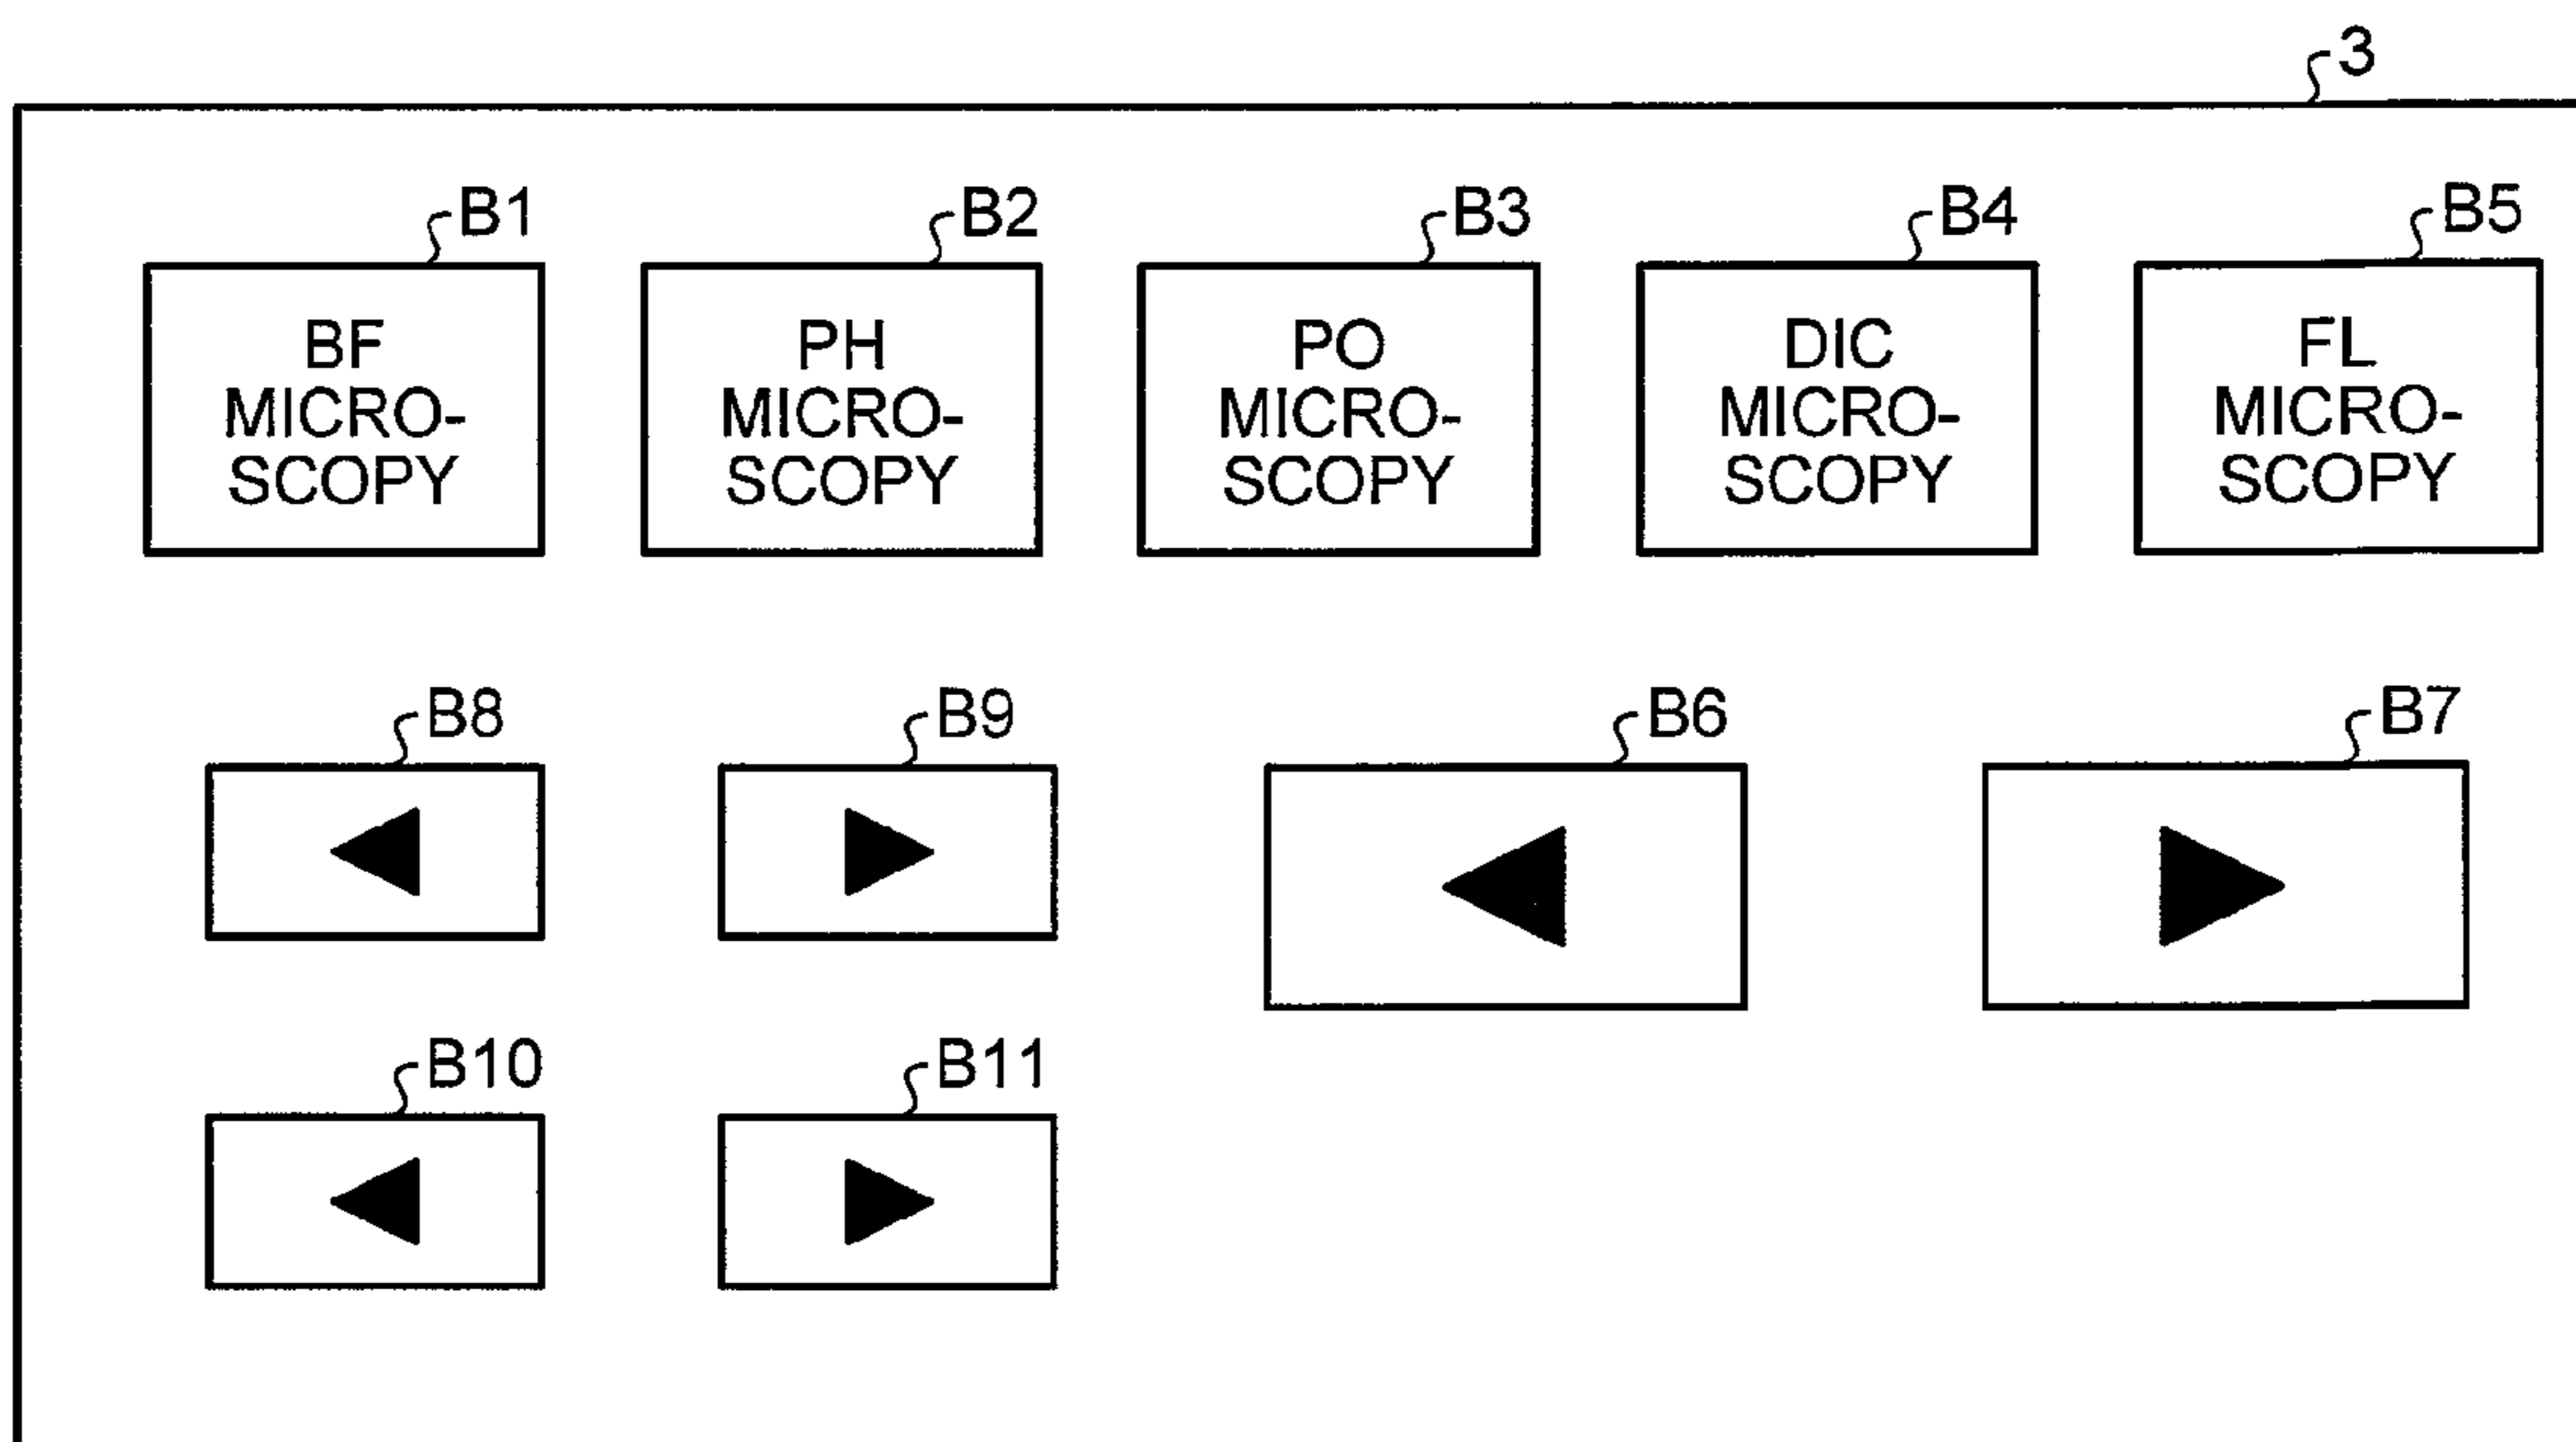 3
B1
BF
MICRO-
SCOPY
B2
PH
MICRO-
SCOPY
B3
PO
MICRO-
SCOPY
B4
DIC
MICRO-
SCOPY
B5
FL
MICRO-
SCOPY
B8
B9
B6
B7
B10
B11